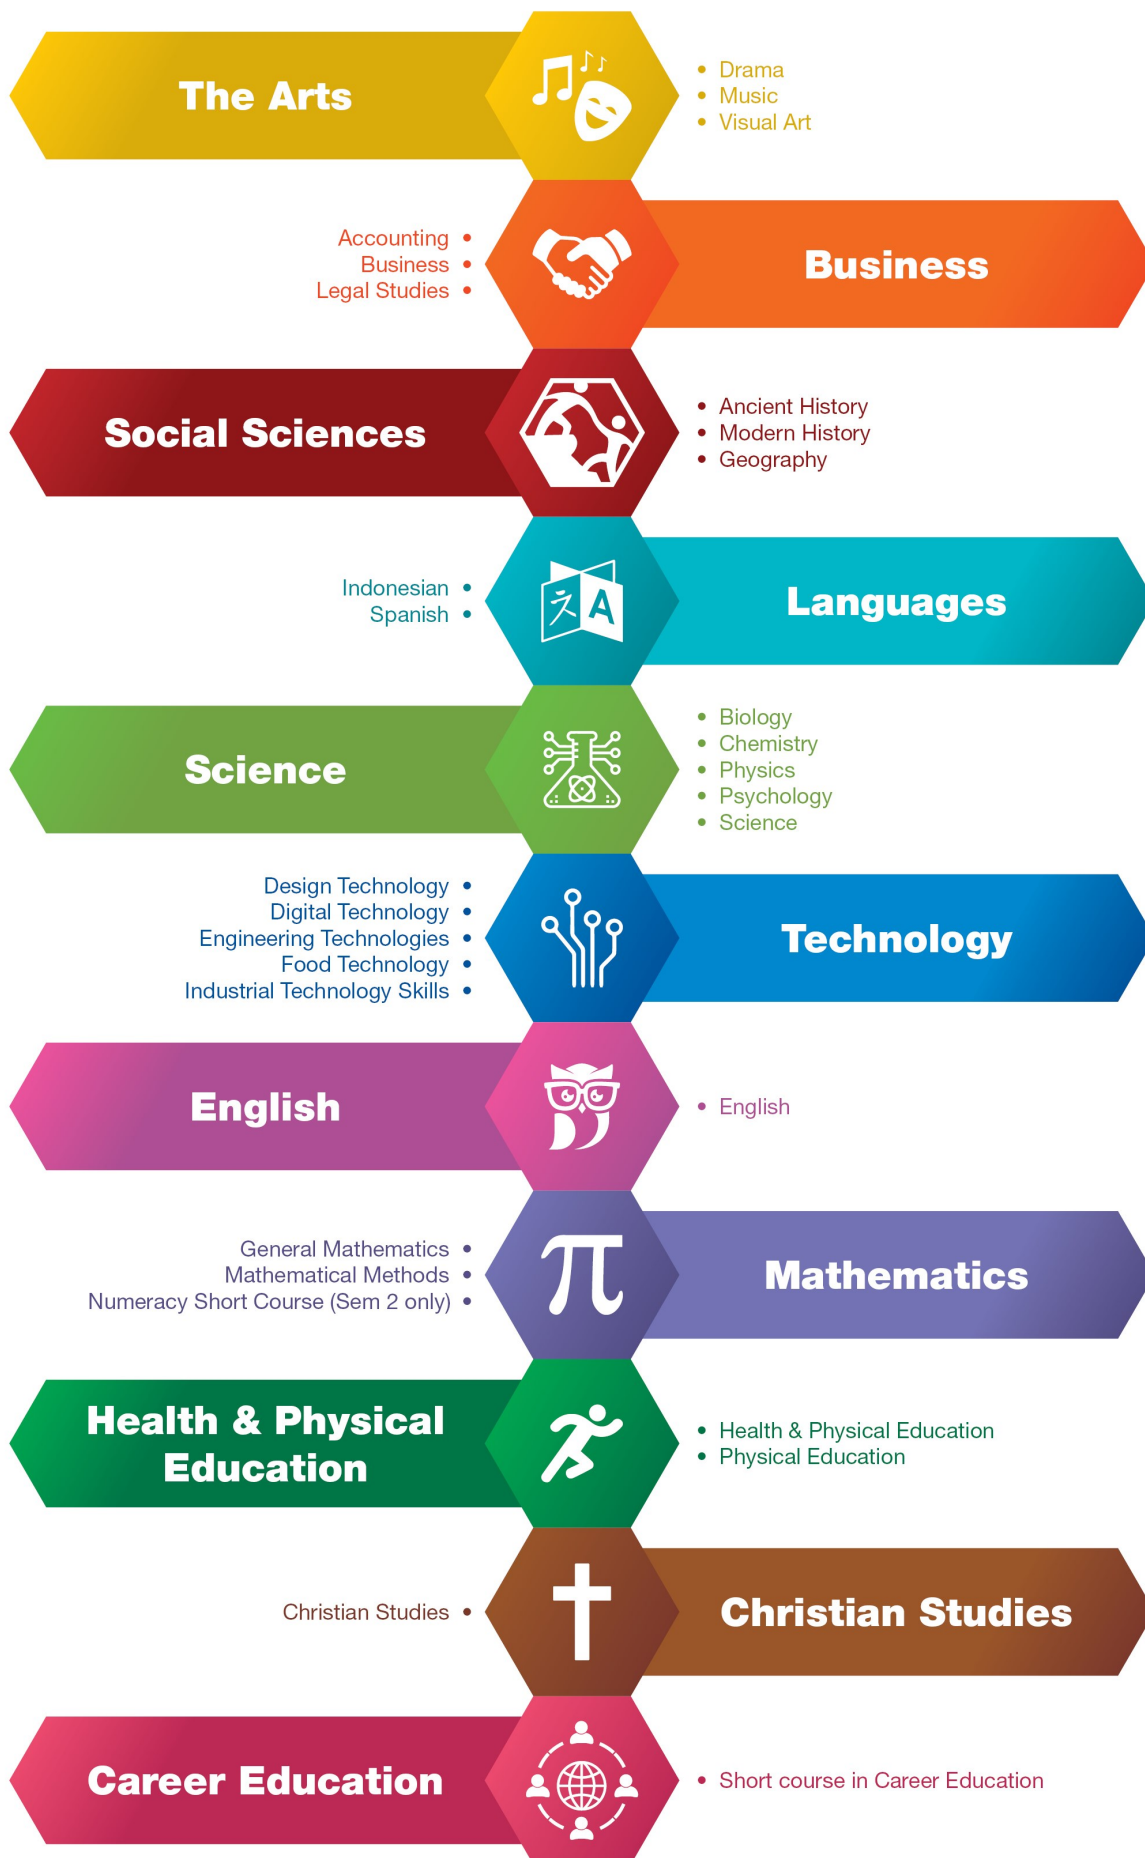 The Arts
• Drama
• Music
• Visual Art
Accounting •
Business •
Legal Studies •
Business
Social Sciences
• Ancient History
• Modern History
• Geography
Indonesian •
Spanish •
A
Languages
Science
• Biology
• Chemistry
• Physics
• Psychology
• Science
Design Technology •
Digital Technology •
Engineering Technologies •
Food Technology •
Industrial Technology Skills •
Technology
English
• English
General Mathematics •
Mathematical Methods •
Numeracy Short Course (Sem 2 only) •
π
Mathematics
Health & Physical
Education
• Health & Physical Education
• Physical Education
Christian Studies •
Christian Studies
Career Education
• Short course in Career Education